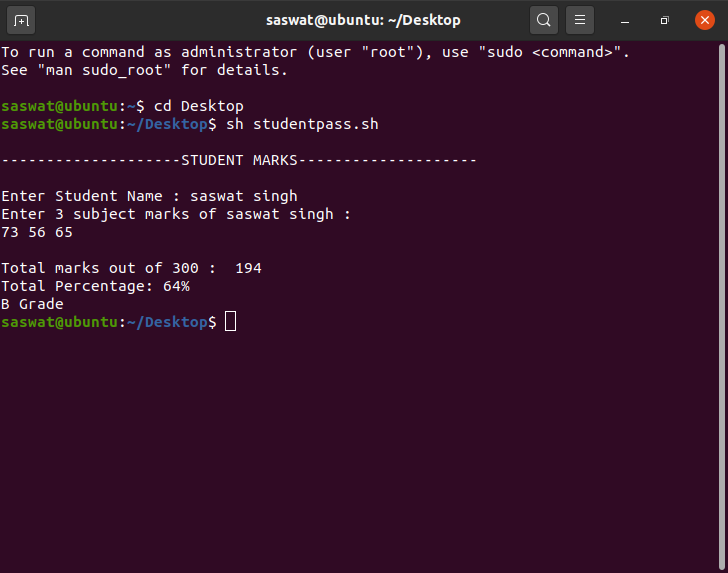 saswat@ubuntu: ~/Desktop
To run a command as administrator (user "root"), use "sudo <command>".
See "man sudo_root" for details.
saswat@ubuntu:~$ cd Desktop
saswat@ubuntu:~/Desktop$ sh studentpass.sh
--------------------STUDENT MARKS--------------------
Enter Student Name : saswat singh
Enter 3 subject marks of saswat singh :
73 56 65
Total marks out of 300 :  194
Total Percentage: 64%
B Grade
saswat@ubuntu:~/Desktop$